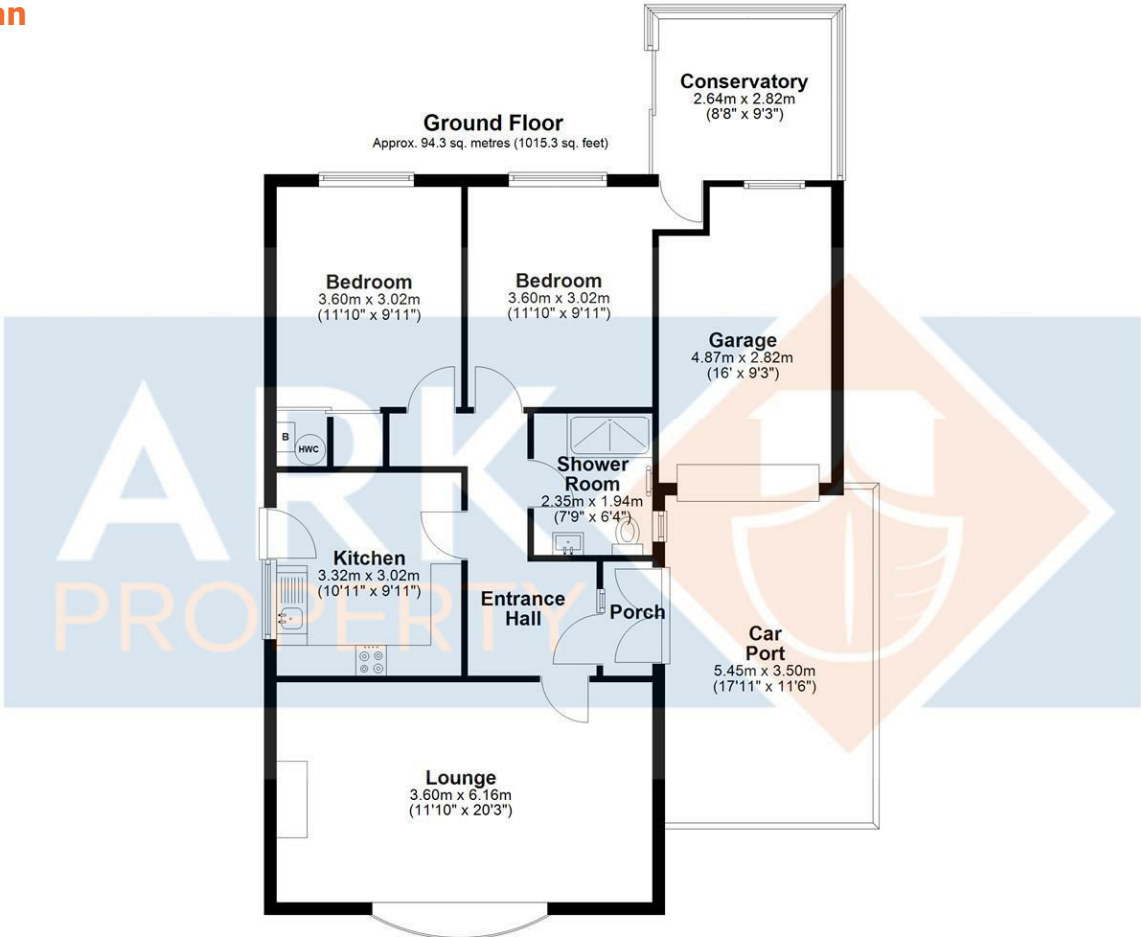 nn
Conservatory
2.64m x 2.82m
(8'8" x 9'3")
Ground Floor
Approx. 94.3 sq. metres (1015.3 sq. feet)
Bedroom
3.60m x 3.02m
(11'10" x 9'11")
Bedroom
3.60m x 3.02m
(11'10" x 9'11")
Garage
4.87m x 2.82m
(16' x 9'3")
B
HWC
Shower
Room
2.35m x 1.94m
(7'9" x 6'4")
Kitchen
3.32m x 3.02m
(10'11" x 9'11")
Entrance
Hall
Porch
Car
Port
5.45m x 3.50m
(17'11" x 11'6")
Lounge
3.60m x 6.16m
(11'10" x 20'3")
ARK
PROPERTY